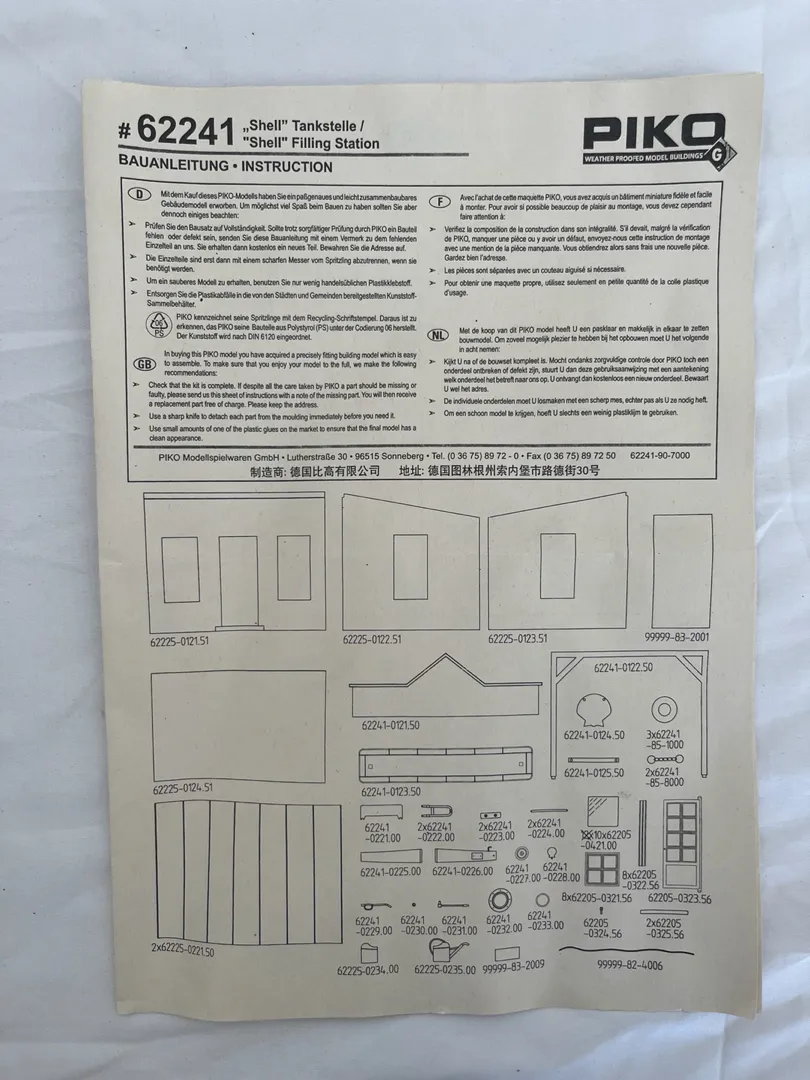 # 62241 „Shell” Tankstelle /
"Shell" Filling Station
BAUANLEITUNG • INSTRUCTION
PIKO
WEATHER PROOFED MODEL BUILDINGS
G
D
Mit dem Kauf dieses PIKO-Modells haben Sie ein paßgenaues und leicht zusammenbaubares
Gebäudemodell erworben. Um möglichst viel Spaß beim Bauen zu haben sollten Sie aber
dennoch einiges beachten:
➢ Prüfen Sie den Bausatz auf Vollständigkeit. Sollte trotz sorgfältiger Prüfung durch PIKO ein Bauteil
fehlen oder defekt sein, senden Sie diese Bauanleitung mit einem Vermerk zu dem fehlenden
Einzelteil an uns. Sie erhalten dann kostenlos ein neues Teil. Bewahren Sie die Adresse auf.
➢ Die Einzelteile sind erst dann mit einem scharfen Messer vom Spritzling abzutrennen, wenn sie
benötigt werden.
➢ Um ein sauberes Modell zu erhalten, benutzen Sie nur wenig handelsüblichen Plastikklebstoff.
➢ Entsorgen Sie die Plastikabfälle in die von den Städten und Gemeinden bereitgestellten Kunststoff-
Sammelbehälter.
06
PS
PIKO kennzeichnet seine Spritzlinge mit dem Recycling-Schriftstempel. Daraus ist zu
erkennen, das PIKO seine Bauteile aus Polystyrol (PS) unter der Codierung 06 herstellt.
Der Kunststoff wird nach DIN 6120 eingeordnet.
GB
In buying this PIKO model you have acquired a precisely fitting building model which is easy
to assemble. To make sure that you enjoy your model to the full, we make the following
recommendations:
➢ Check that the kit is complete. If despite all the care taken by PIKO a part should be missing or
faulty, please send us this sheet of instructions with a note of the missing part. You will then receive
a replacement part free of charge. Please keep the address.
➢ Use a sharp knife to detach each part from the moulding immediately before you need it.
➢ Use small amounts of one of the plastic glues on the market to ensure that the final model has a
clean appearance.
F
Avec l'achat de cette maquette PIKO, vous avez acquis un bâtiment miniature fidèle et facile
à monter. Pour avoir si possible beaucoup de plaisir au montage, vous devez cependant
faire attention à:
➢ Verifiez la composition de la construction dans son intégralité. S'il devait, malgré la vérification
de PIKO, manquer une pièce ou y avoir un défaut, envoyez-nous cette instruction de montage
avec une mention de la pièce manquante. Vous obtiendrez alors sans frais une nouvelle pièce.
Gardez bien l'adresse.
➢ Les pièces sont séparées avec un couteau aiguisé si nécessaire.
➢ Pour obtenir une maquette propre, utilisez seulement en petite quantité de la colle plastique
d'usage.
NL
Met de koop van dit PIKO model heeft U een pasklaar en makkelijk in elkaar te zetten
bouwmodel. Om zoveel mogelijk plezier te hebben bij het opbouwen moet U het volgende
in acht nemen:
➢ Kijkt U na of de bouwset kompleet is. Mocht ondanks zorgvuldige controle door PIKO toch een
onderdeel ontbreken of defekt zijn, stuurt U dan deze gebruiksaanwijzing met een aantekening
welk onderdeel het betreft naar ons op. U ontvangt dan kostenloos een nieuw onderdeel. Bewaart
U wel het adres.
➢ De individuele onderdelen moet U losmaken met een scherp mes, echter pas als U ze nodig heeft.
➢ Om een schoon model te krijgen, hoeft U slechts een weinig plastiklijm te gebruiken.
PIKO Modellspielwaren GmbH • Lutherstraße 30 • 96515 Sonneberg • Tel. (0 36 75) 89 72 - 0 • Fax (0 36 75) 89 72 50 62241-90-7000
制造商: 德国比高有限公司 地址: 德国图林根州索内堡市路德街30号
62225-0121.51
62225-0122.51
62225-0123.51
99999-83-2001
62225-0124.51
62241-0121.50
62241-0122.50
62241-0124.50
3x62241
-85-1000
62241-0125.50
2x62241
-85-8000
62241-0123.50
62241
-0221.00
2x62241
-0222.00
2x62241
-0223.00
2x62241
-0224.00
10x62205
-0421.00
62241-0225.00
62241-0226.00
62241
-0227.00
62241
-0228.00
8x62205-0321.56
8x62205
-0322.56
62205-0323.56
62241
-0229.00
62241
-0230.00
62241
-0231.00
62241
-0232.00
62241
-0233.00
62205
-0324.56
2x62205
-0325.56
2x62225-0221.50
62225-0234.00
62225-0235.00
99999-83-2009
99999-82-4006